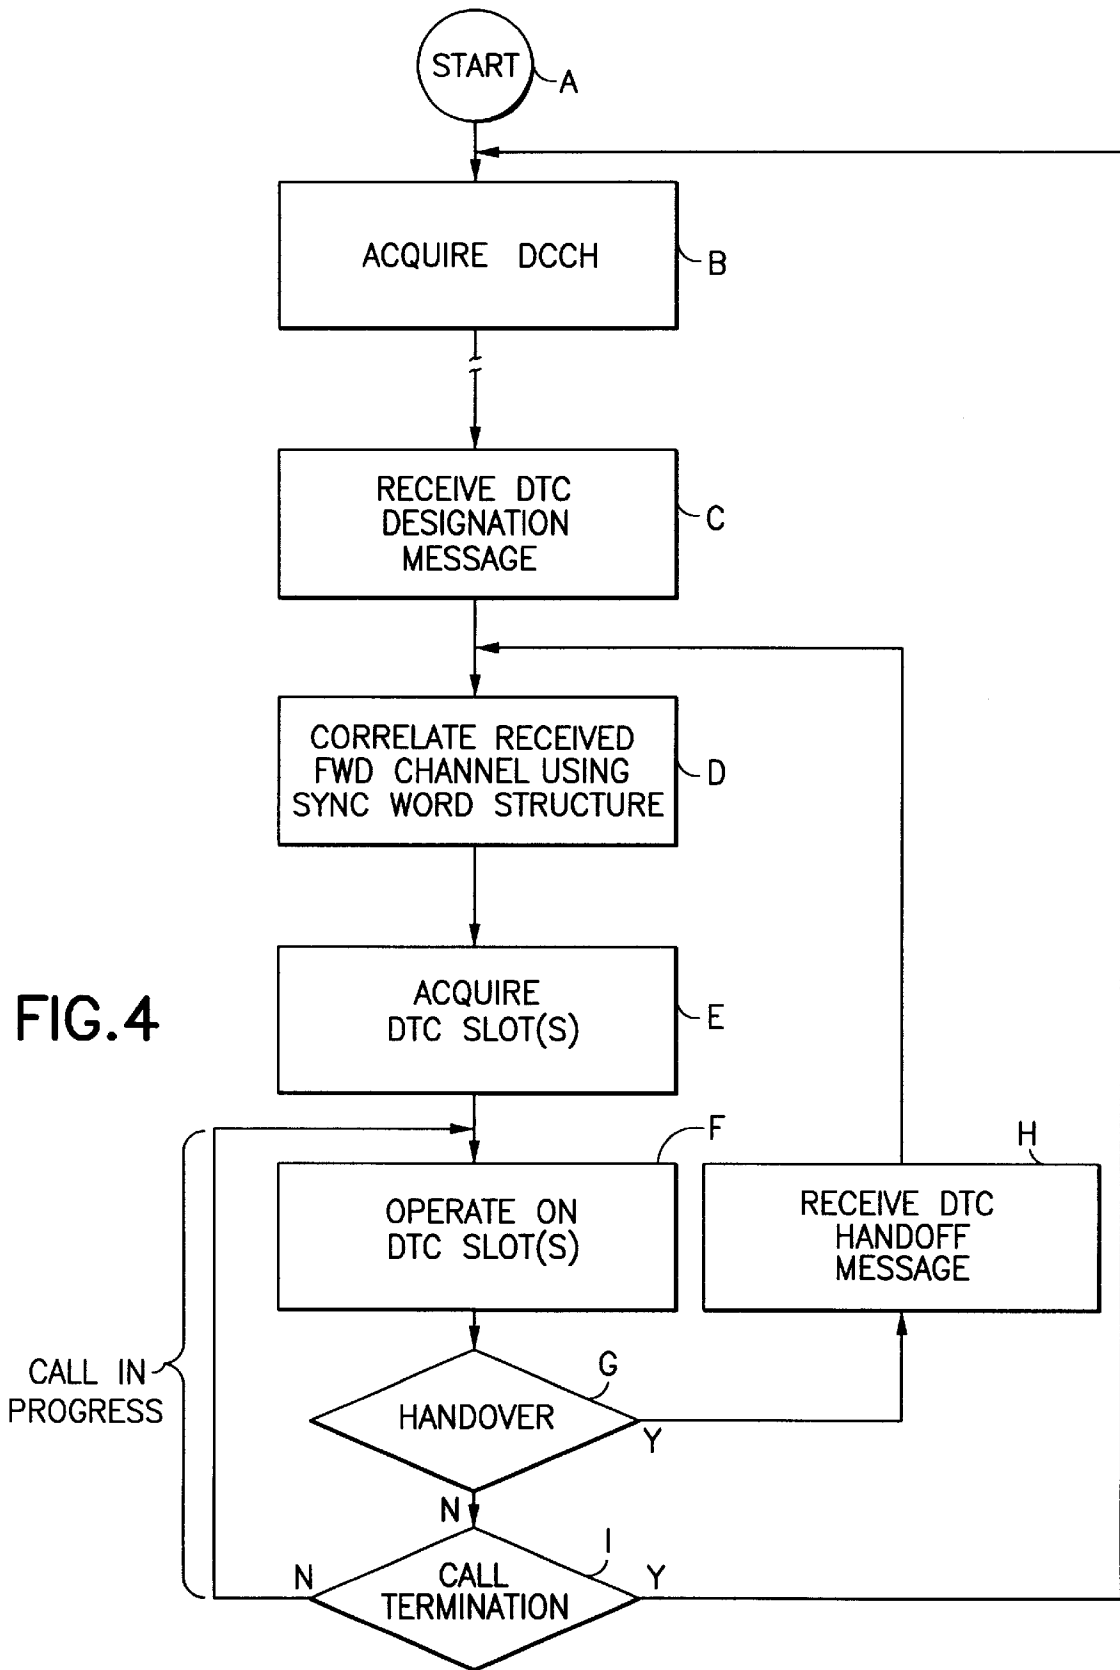 START
A
ACQUIRE DCCH
B
RECEIVE DTC
DESIGNATION
MESSAGE
C
CORRELATE RECEIVED
FWD CHANNEL USING
SYNC WORD STRUCTURE
D
ACQUIRE
DTC SLOT(S)
E
FIG.4
OPERATE ON
DTC SLOT(S)
F
RECEIVE DTC
HANDOFF
MESSAGE
H
CALL IN
PROGRESS
HANDOVER
G
Y
N
CALL
TERMINATION
I
N
Y